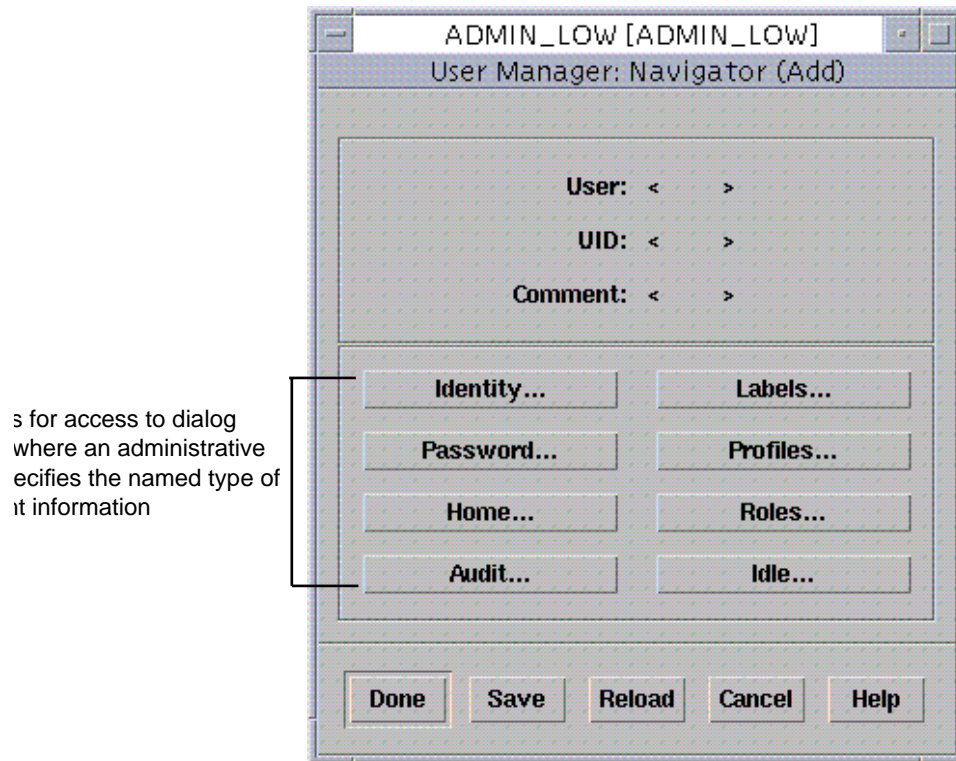 ADMIN_LOW [ADMIN_LOW]
User Manager: Navigator (Add)
User: < >
UID: < >
Comment: < >
Identity... Labels...
Password... Profiles...
Home... Roles...
Audit... Idle...
s for access to dialog
where an administrative
ecifies the named type of
nt information
Done Save Reload Cancel Help